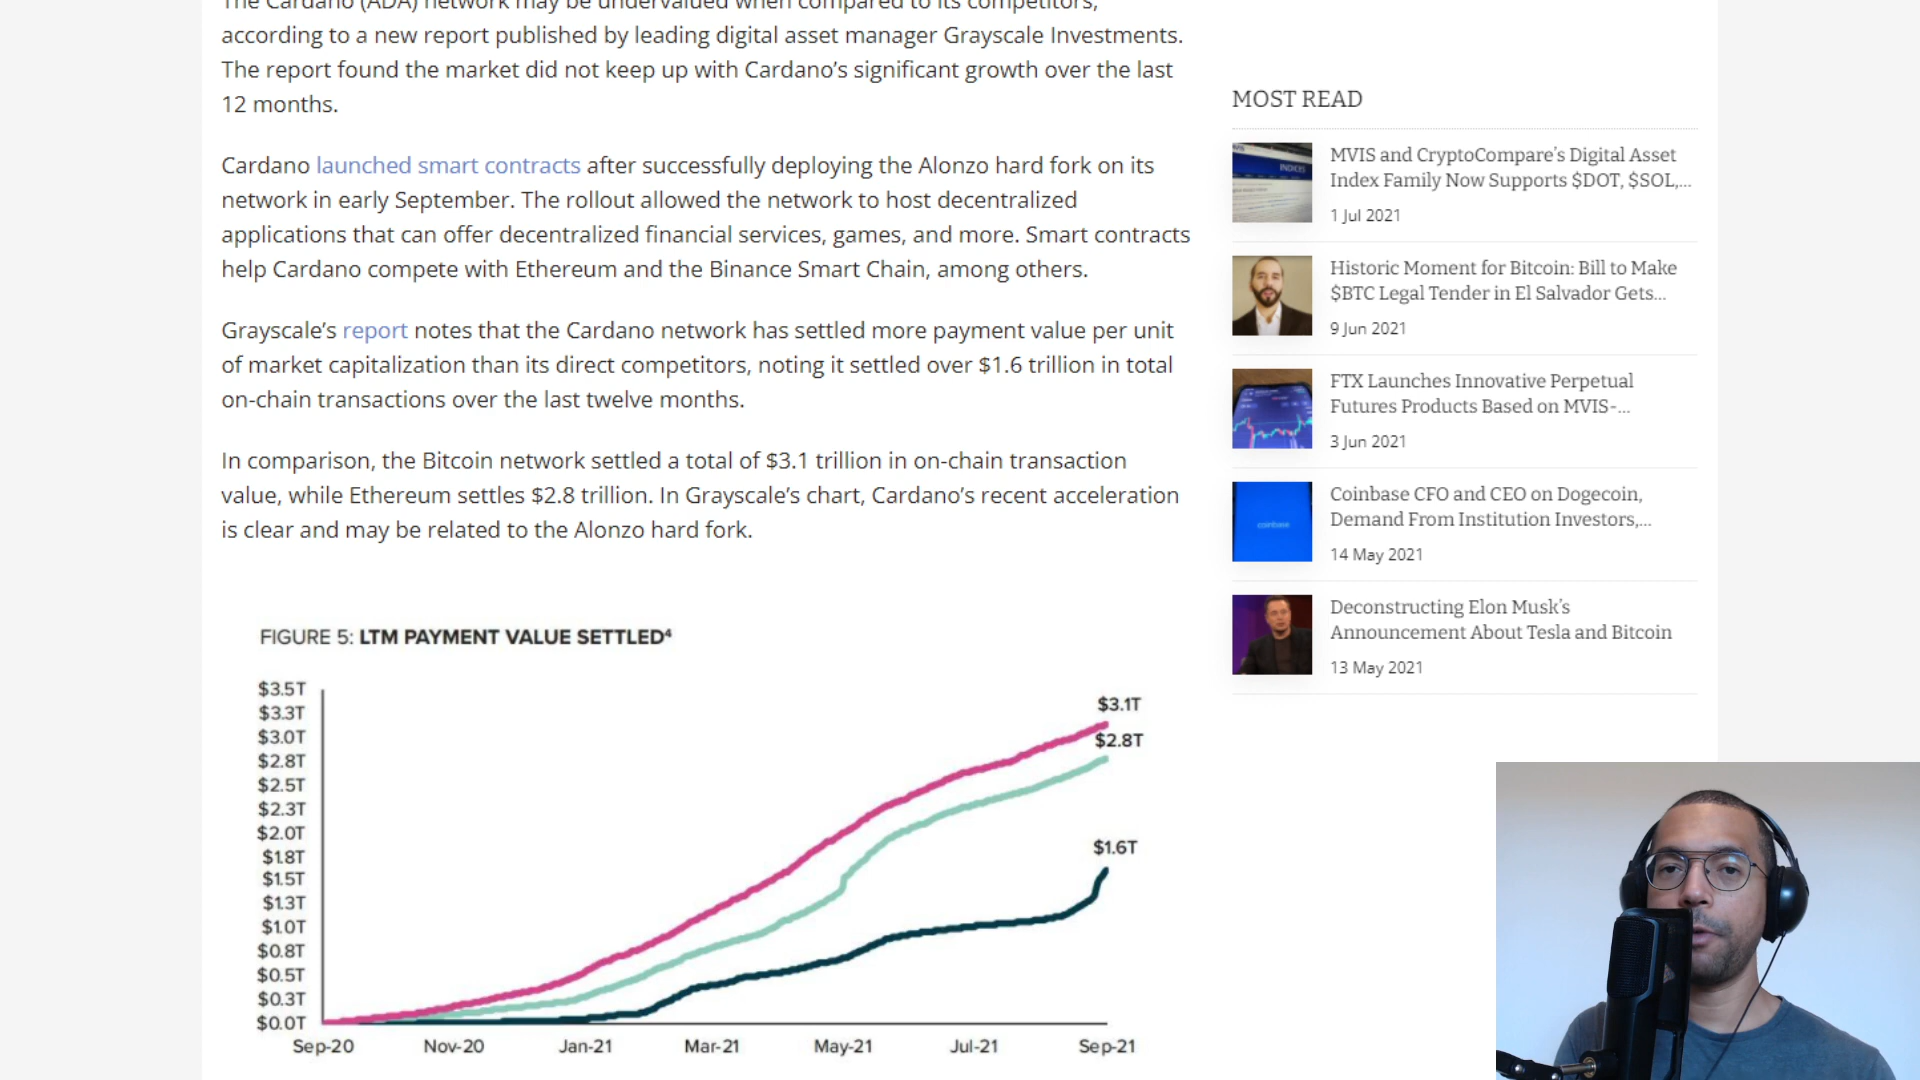 The Cardano (ADA) network may be undervalued when compared to its competitors,
according to a new report published by leading digital asset manager Grayscale Investments.
The report found the market did not keep up with Cardano’s significant growth over the last
12 months.
Cardano launched smart contracts after successfully deploying the Alonzo hard fork on its
network in early September. The rollout allowed the network to host decentralized
applications that can offer decentralized financial services, games, and more. Smart contracts
help Cardano compete with Ethereum and the Binance Smart Chain, among others.
Grayscale’s report notes that the Cardano network has settled more payment value per unit
of market capitalization than its direct competitors, noting it settled over $1.6 trillion in total
on-chain transactions over the last twelve months.
In comparison, the Bitcoin network settled a total of $3.1 trillion in on-chain transaction
value, while Ethereum settles $2.8 trillion. In Grayscale’s chart, Cardano’s recent acceleration
is clear and may be related to the Alonzo hard fork.
FIGURE 5: LTM PAYMENT VALUE SETTLED⁴
$3.5T
$3.3T
$3.0T
$2.8T
$2.5T
$2.3T
$2.0T
$1.8T
$1.5T
$1.3T
$1.0T
$0.8T
$0.5T
$0.3T
$0.0T
$3.1T
$2.8T
$1.6T
Sep-20 Nov-20 Jan-21 Mar-21 May-21 Jul-21 Sep-21
MOST READ
INDICES
MVIS and CryptoCompare’s Digital Asset
Index Family Now Supports $DOT, $SOL,...
1 Jul 2021
Historic Moment for Bitcoin: Bill to Make
$BTC Legal Tender in El Salvador Gets...
9 Jun 2021
FTX Launches Innovative Perpetual
Futures Products Based on MVIS-...
3 Jun 2021
coinbase
Coinbase CFO and CEO on Dogecoin,
Demand From Institution Investors,...
14 May 2021
Deconstructing Elon Musk’s
Announcement About Tesla and Bitcoin
13 May 2021